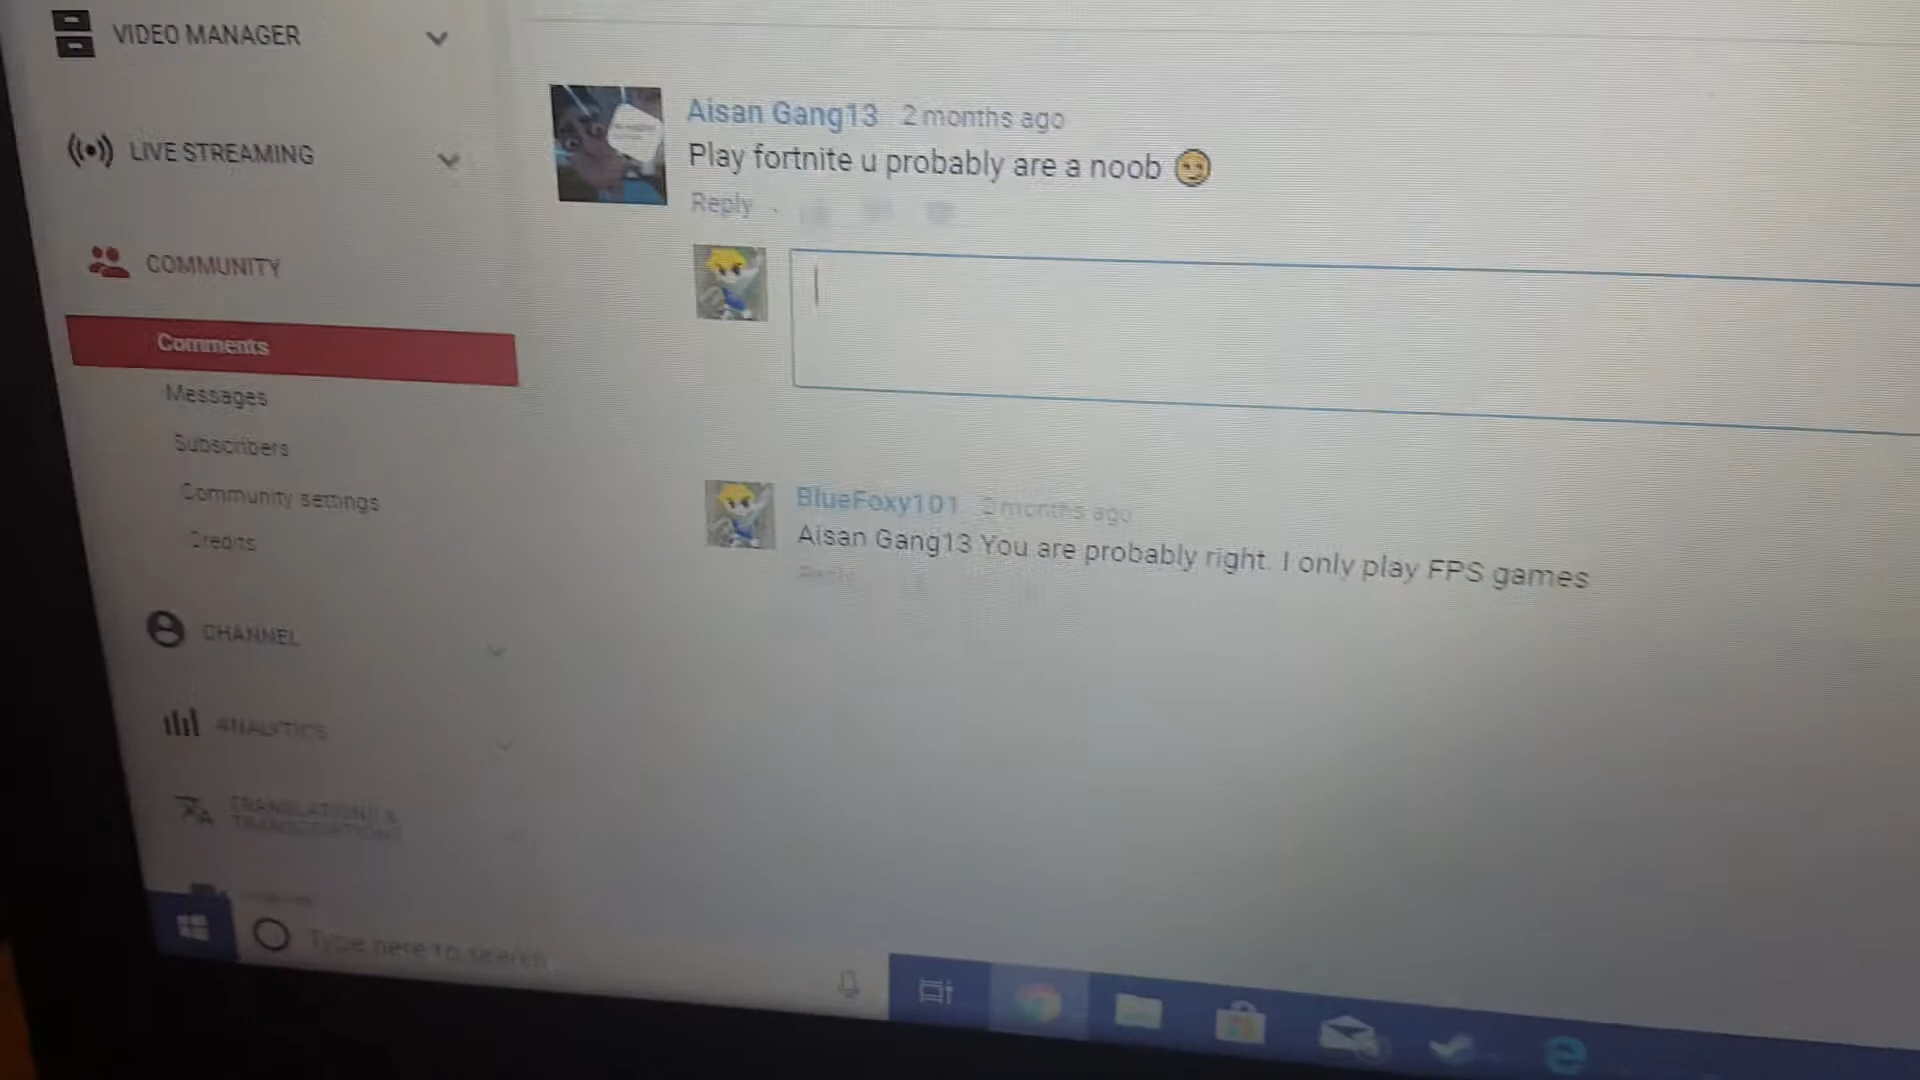 VIDEO MANAGER
LIVE STREAMING
COMMUNITY
Comments
Messages
Subscribers
Community settings
Credits
CHANNEL
ANALYTICS
TRANSLATIONS &
TRANSCRIPTIONS
Type here to search
Aisan Gang13 2 months ago
Play fortnite u probably are a noob 😏
Reply
BlueFoxy101 2 months ago
Aisan Gang13 You are probably right. I only play FPS games
Reply